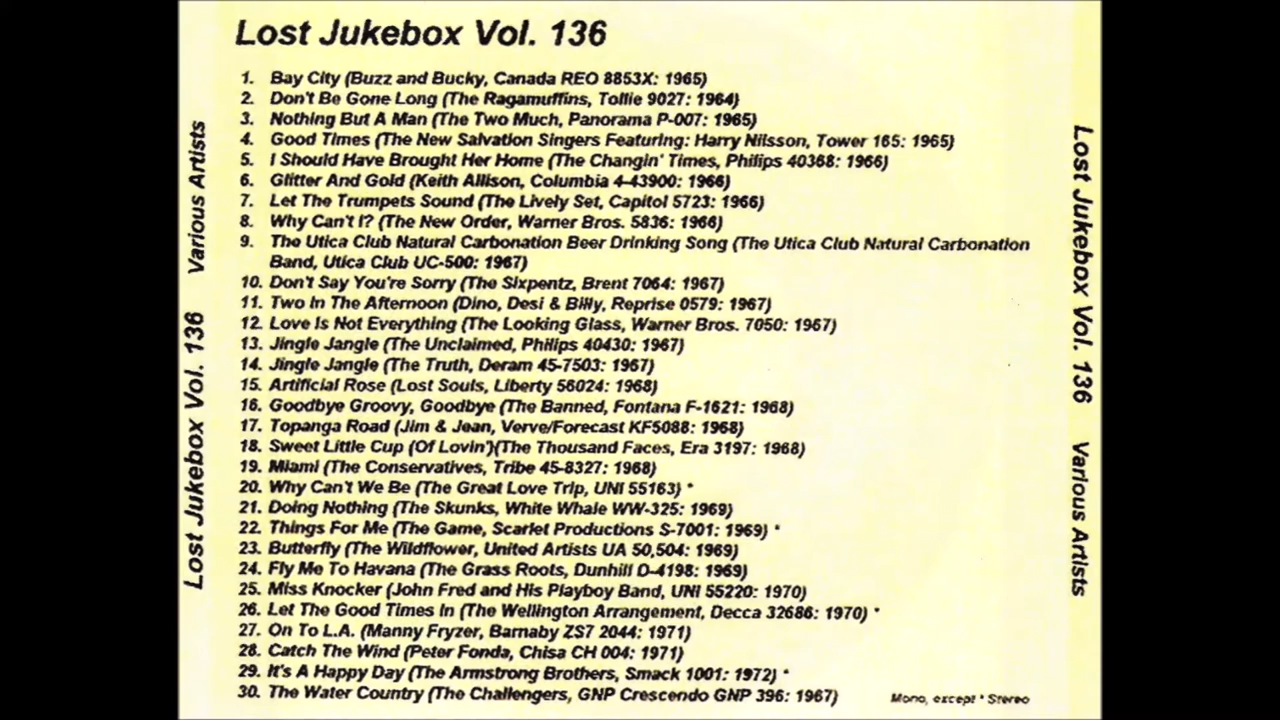 Lost Jukebox Vol. 136
1. Bay City (Buzz and Bucky, Canada REO 8853X: 1965)
2. Don't Be Gone Long (The Ragamuffins, Tollie 9027: 1964)
3. Nothing But A Man (The Two Much, Panorama P-007: 1965)
4. Good Times (The New Salvation Singers Featuring: Harry Nilsson, Tower 165: 1965)
5. I Should Have Brought Her Home (The Changin' Times, Philips 40368: 1966)
6. Glitter And Gold (Keith Allison, Columbia 4-43900: 1966)
7. Let The Trumpets Sound (The Lively Set, Capitol 5723: 1966)
8. Why Can't I? (The New Order, Warner Bros. 5836: 1966)
9. The Utica Club Natural Carbonation Beer Drinking Song (The Utica Club Natural Carbonation
Band, Utica Club UC-500: 1967)
10. Don't Say You're Sorry (The Sixpentz, Brent 7064: 1967)
11. Two In The Afternoon (Dino, Desi & Billy, Reprise 0579: 1967)
12. Love Is Not Everything (The Looking Glass, Warner Bros. 7050: 1967)
13. Jingle Jangle (The Unclaimed, Philips 40430: 1967)
14. Jingle Jangle (The Truth, Deram 45-7503: 1967)
15. Artificial Rose (Lost Souls, Liberty 56024: 1968)
16. Goodbye Groovy, Goodbye (The Banned, Fontana F-1621: 1968)
17. Topanga Road (Jim & Jean, Verve/Forecast KF5088: 1968)
18. Sweet Little Cup (Of Lovin')(The Thousand Faces, Era 3197: 1968)
19. Miami (The Conservatives, Tribe 45-8327: 1968)
20. Why Can't We Be (The Great Love Trip, UNI 55163) *
21. Doing Nothing (The Skunks, White Whale WW-325: 1969)
22. Things For Me (The Game, Scarlet Productions S-7001: 1969) *
23. Butterfly (The Wildflower, United Artists UA 50,504: 1969)
24. Fly Me To Havana (The Grass Roots, Dunhill D-4198: 1969)
25. Miss Knocker (John Fred and His Playboy Band, UNI 55220: 1970)
26. Let The Good Times In (The Wellington Arrangement, Decca 32686: 1970) *
27. On To L.A. (Manny Fryzer, Barnaby ZS7 2044: 1971)
28. Catch The Wind (Peter Fonda, Chisa CH 004: 1971)
29. It's A Happy Day (The Armstrong Brothers, Smack 1001: 1972) *
30. The Water Country (The Challengers, GNP Crescendo GNP 396: 1967)
Mono, except * Stereo
Lost Jukebox Vol. 136 Various Artists
Lost Jukebox Vol. 136 Various Artists